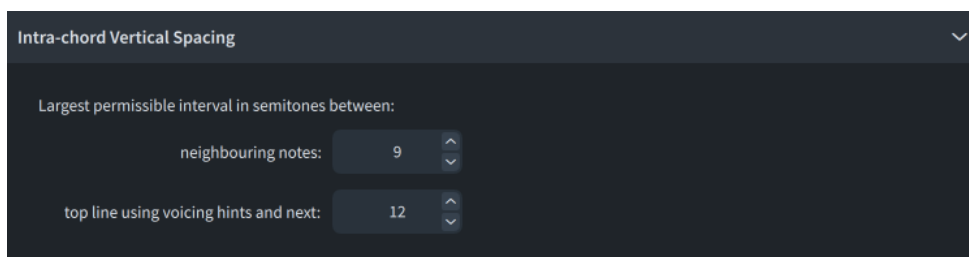 Intra-chord Vertical Spacing
Largest permissible interval in semitones between:
neighbouring notes: 9
top line using voicing hints and next: 12